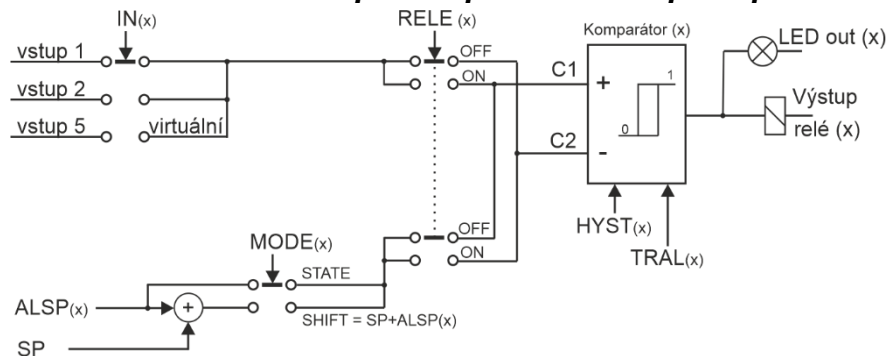 IN(x)
RELE (x)
Komparátor (x)
LED out (x)
vstup 1
OFF
ON
C1
+
1
0
vstup 2
Výstup
relé (x)
vstup 5
virtuální
C2
-
HYST(x)
TRAL(x)
OFF
ON
MODE(x)
STATE
ALSP(x)
+
SHIFT = SP+ALSP(x)
SP